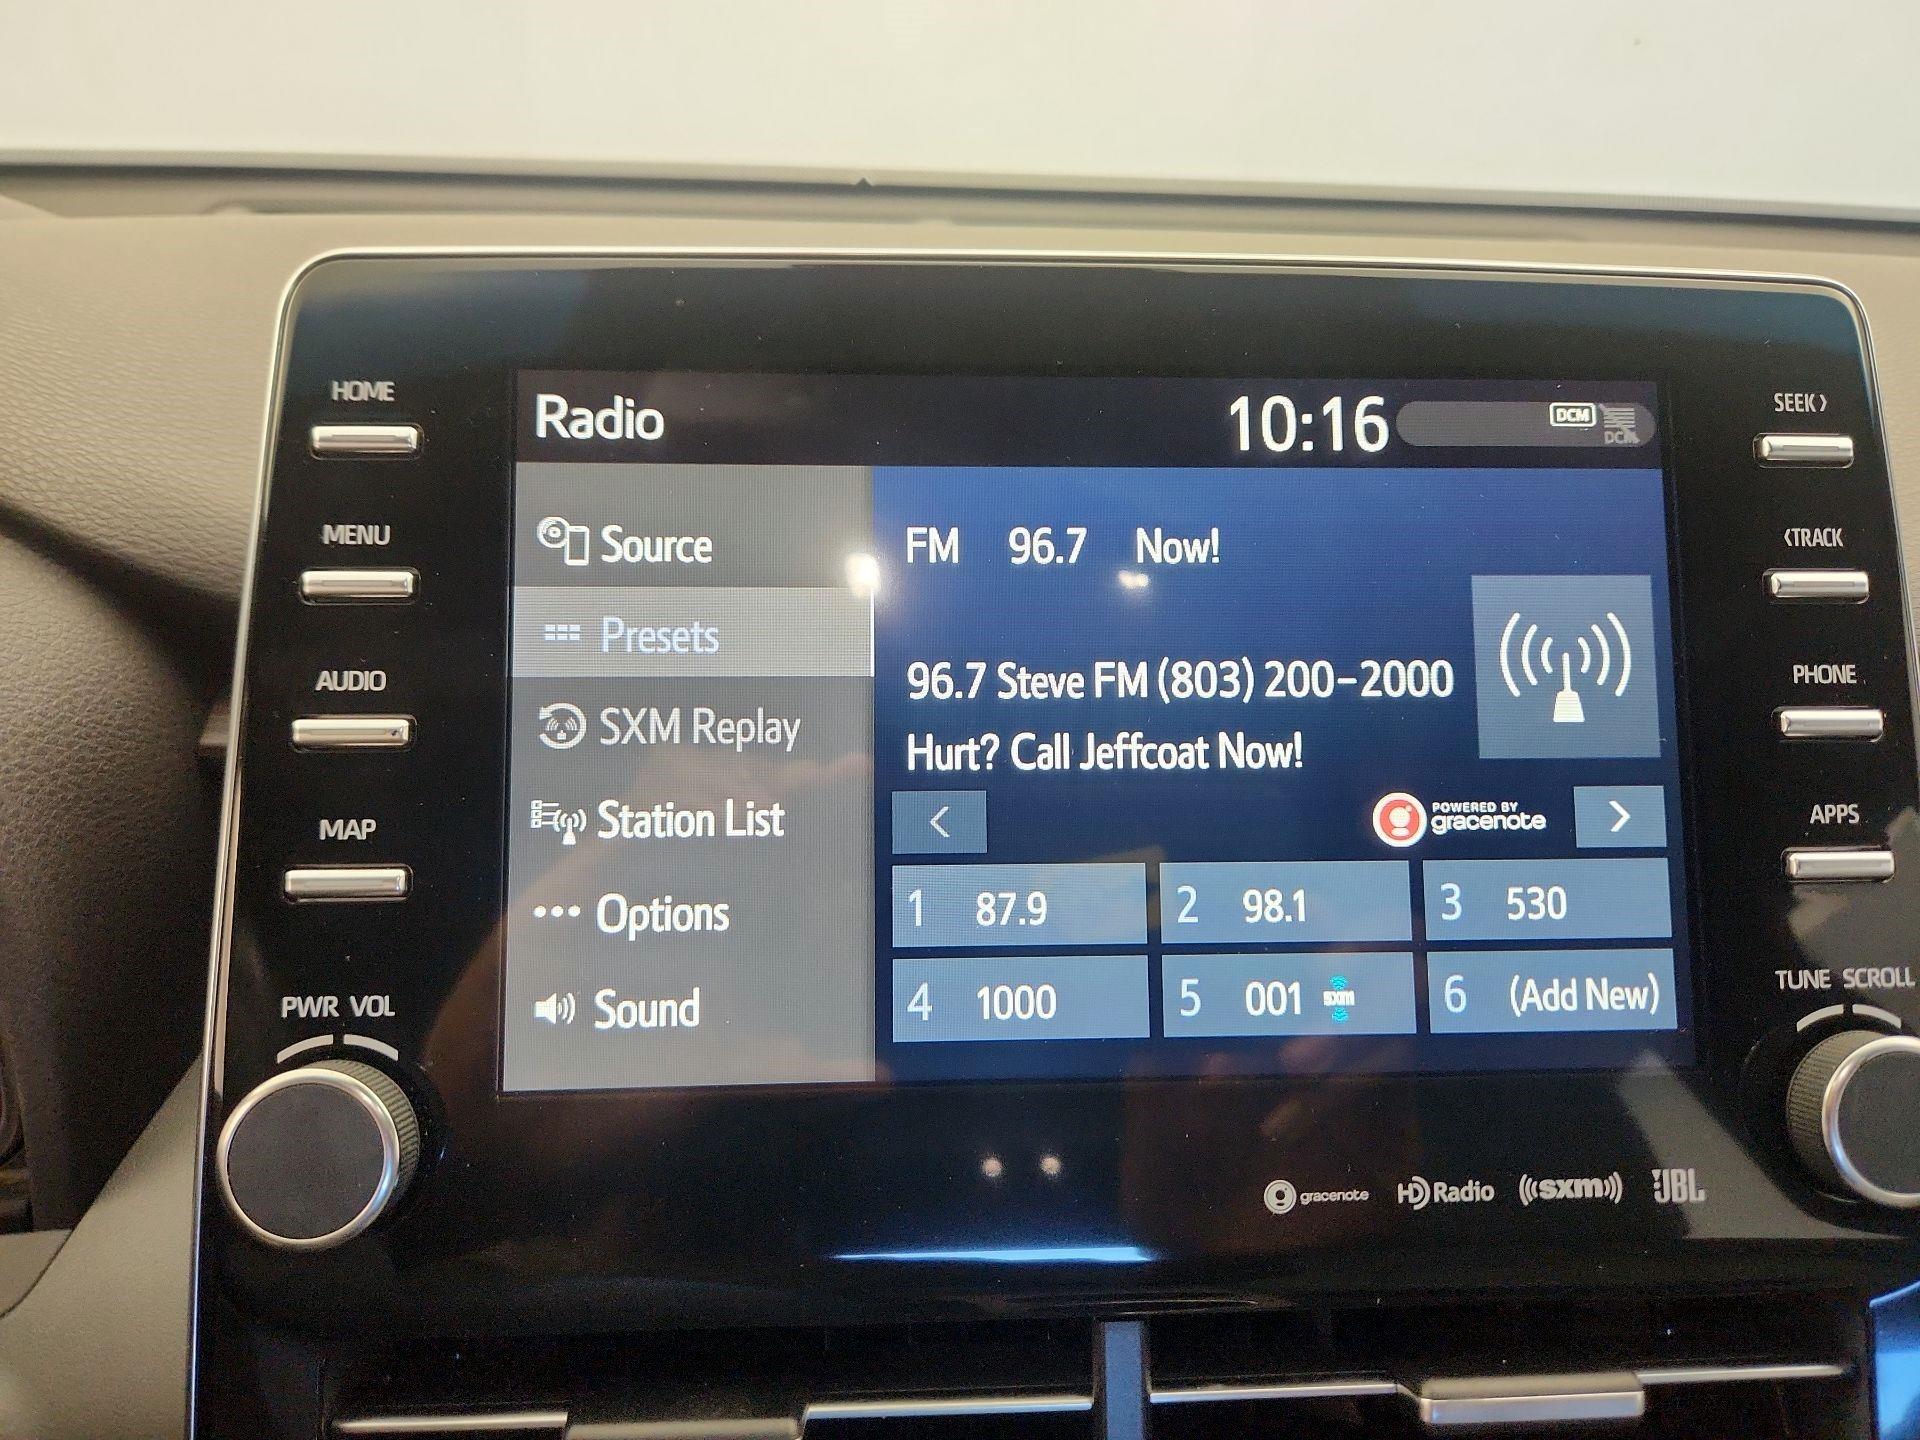 HOME
MENU
AUDIO
MAP
PWR VOL
Radio
10:16
DCM
DCM
Source
Presets
SXM Replay
Station List
Options
Sound
FM 96.7 Now!
96.7 Steve FM (803) 200-2000
Hurt? Call Jeffcoat Now!
<
POWERED BY
gracenote
>
1 87.9
2 98.1
3 530
4 1000
5 001 sxm
6 (Add New)
SEEK >
< TRACK
PHONE
APPS
TUNE SCROLL
gracenote
HD Radio
((sxm))
JBL